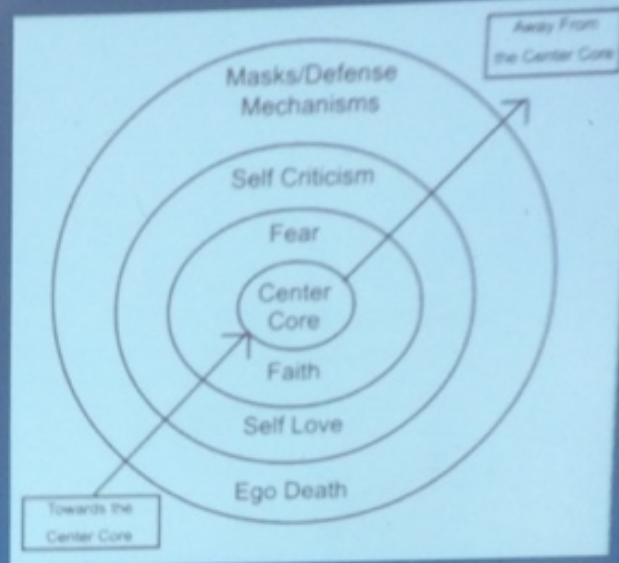 Away From
the Center Core
Masks/Defense
Mechanisms
Self Criticism
Fear
Center
Core
Faith
Self Love
Ego Death
Towards the
Center Core